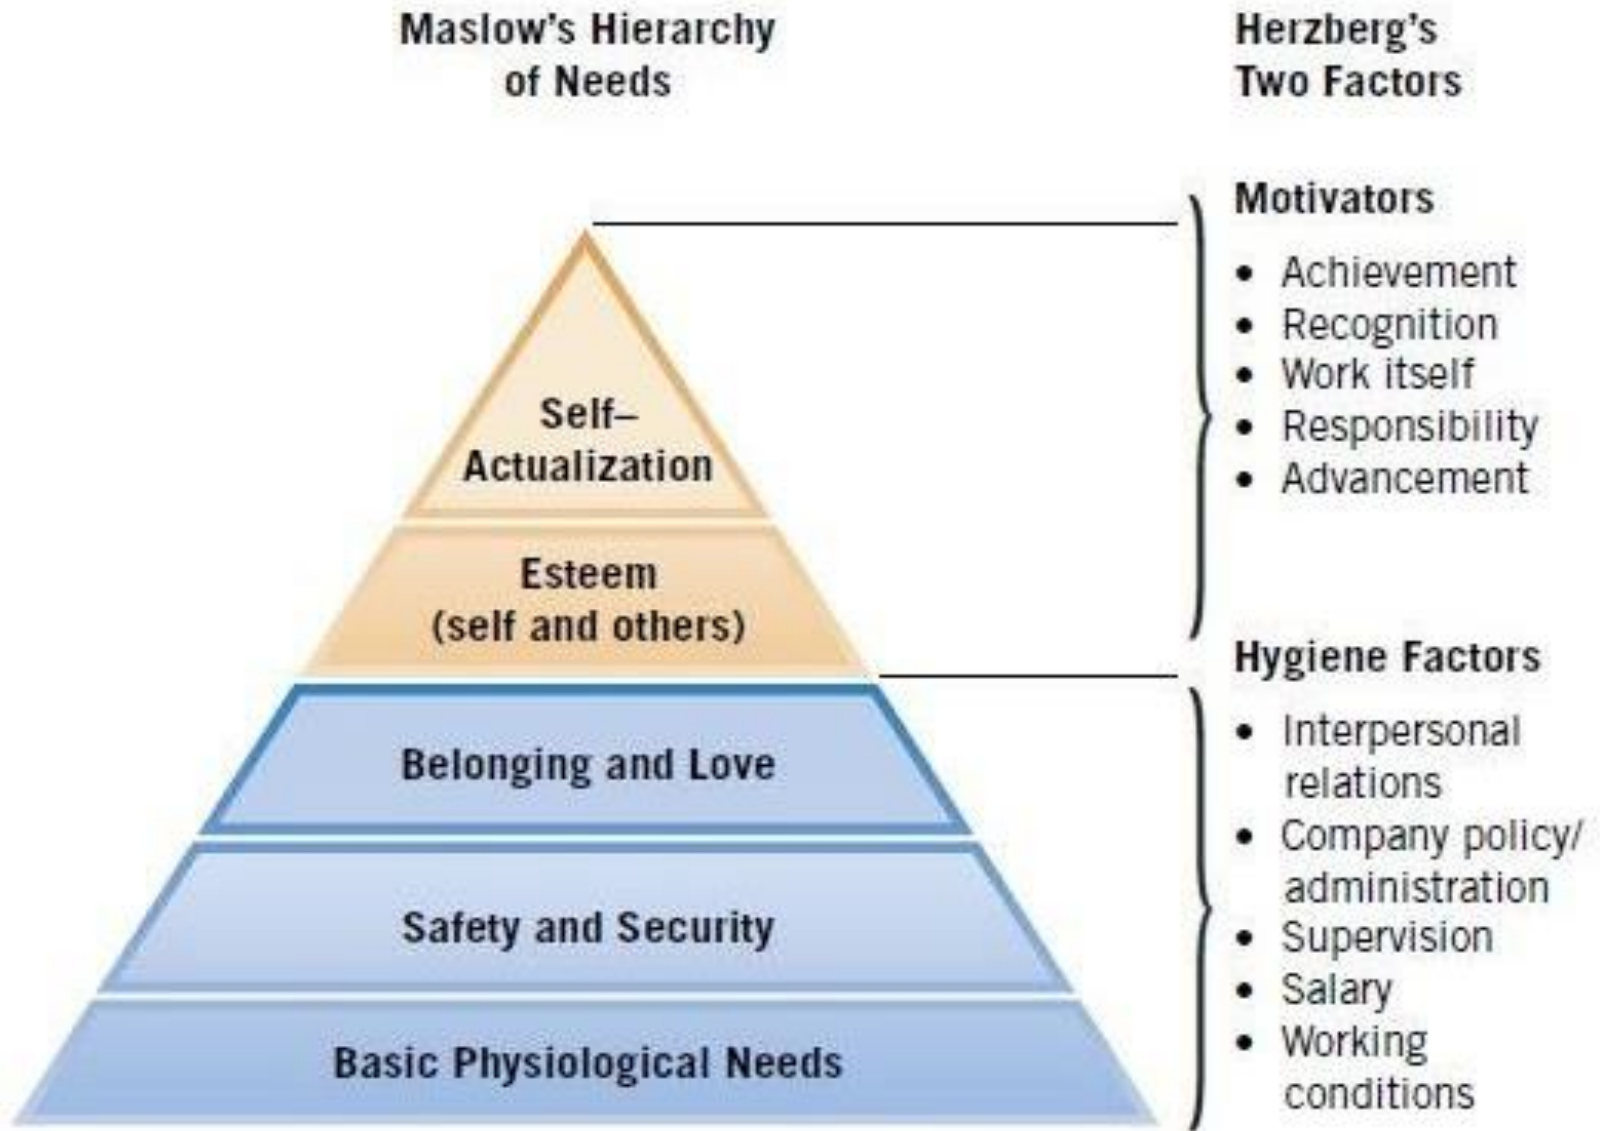 Maslow's Hierarchy
of Needs
Herzberg's
Two Factors
Self–
Actualization
Esteem
(self and others)
Belonging and Love
Safety and Security
Basic Physiological Needs
Motivators
• Achievement
• Recognition
• Work itself
• Responsibility
• Advancement
Hygiene Factors
• Interpersonal
relations
• Company policy/
administration
• Supervision
• Salary
• Working
conditions